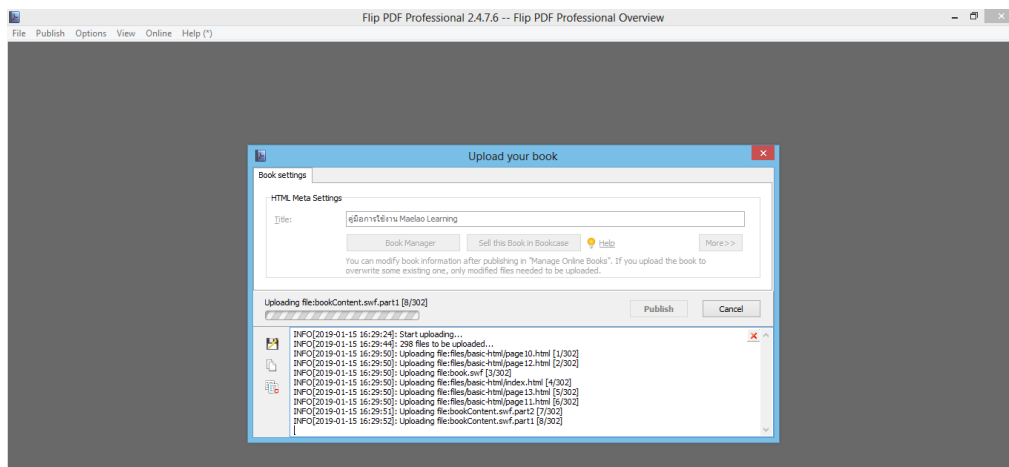 Flip PDF Professional 2.4.7.6 -- Flip PDF Professional Overview
File Publish Options View Online Help (*)
Upload your book
Book settings
HTML Meta Settings
Title: คู่มือการใช้งาน Maelao Learning
Book Manager Sell this Book in Bookcase Help More>>
You can modify book information after publishing in "Manage Online Books". If you upload the book to
overwrite some existing one, only modified files needed to be uploaded.
Uploading file:bookContent.swf.part1 [8/302]
Publish Cancel
INFO[2019-01-15 16:29:24]: Start uploading...
INFO[2019-01-15 16:29:44]: 298 files to be uploaded...
INFO[2019-01-15 16:29:50]: Uploading file:files/basic-html/page10.html [1/302]
INFO[2019-01-15 16:29:50]: Uploading file:files/basic-html/page12.html [2/302]
INFO[2019-01-15 16:29:50]: Uploading file:book.swf [3/302]
INFO[2019-01-15 16:29:50]: Uploading file:files/basic-html/index.html [4/302]
INFO[2019-01-15 16:29:50]: Uploading file:files/basic-html/page13.html [5/302]
INFO[2019-01-15 16:29:50]: Uploading file:files/basic-html/page11.html [6/302]
INFO[2019-01-15 16:29:51]: Uploading file:bookContent.swf.part2 [7/302]
INFO[2019-01-15 16:29:52]: Uploading file:bookContent.swf.part1 [8/302]